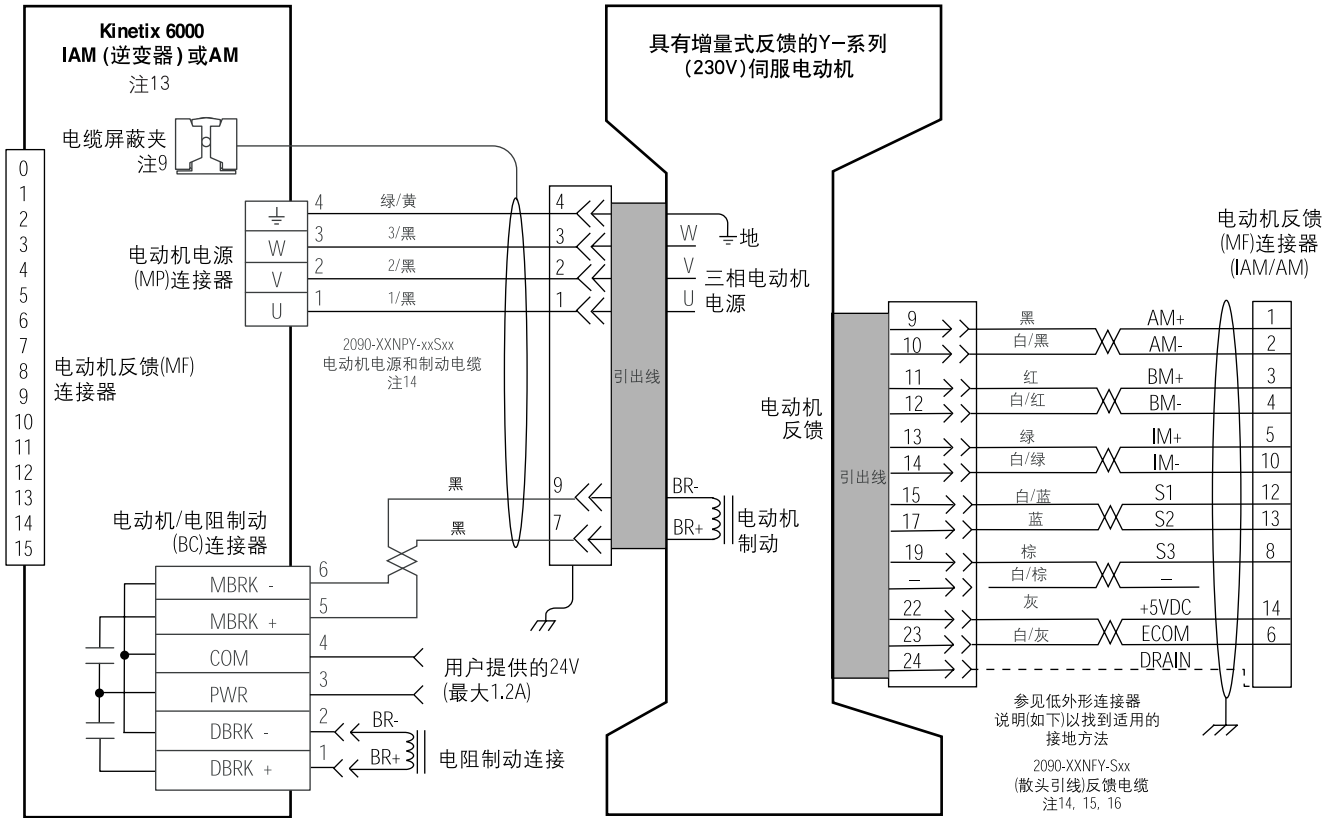 Kinetix 6000
IAM (逆变器) 或AM
注13
电缆屏蔽夹
注9
0
1
2
3
4
5
6
7
8
9
10
11
12
13
14
15
电动机反馈(MF)
连接器
电动机电源
(MP)连接器
W
V
U
4
3
2
1
绿/黄
3/黑
2/黑
1/黑
2090-XXNPY-xxSxx
电动机电源和制动电缆
注14
4
3
2
1
黑
黑
9
7
电动机/电阻制动
(BC)连接器
MBRK -
MBRK +
COM
PWR
DBRK -
DBRK +
6
5
4
3
2
1
用户提供的24V
(最大1.2A)
BR-
BR+
电阻制动连接
具有增量式反馈的Y-系列
(230V)伺服电动机
引出线
地
W
V
U
三相电动机
电源
BR-
BR+
电动机
制动
电动机
反馈
引出线
9
10
11
12
13
14
15
17
19
–
22
23
24
黑
白/黑
红
白/红
绿
白/绿
白/蓝
蓝
棕
白/棕
灰
白/灰
AM+
AM-
BM+
BM-
IM+
IM-
S1
S2
S3
–
+5VDC
ECOM
DRAIN
电动机反馈
(MF)连接器
(IAM/AM)
1
2
3
4
5
10
12
13
8
14
6
参见低外形连接器
说明(如下)以找到适用的
接地方法
2090-XXNFY-Sxx
(散头引线)反馈电缆
注14, 15, 16